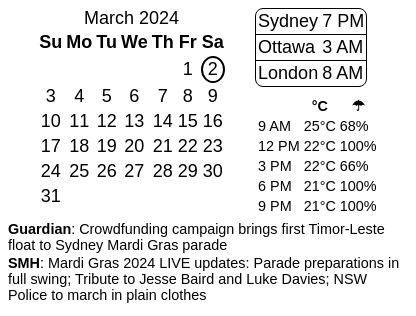 March 2024
Su Mo Tu We Th Fr Sa
1 2
3 4 5 6 7 8 9
10 11 12 13 14 15 16
17 18 19 20 21 22 23
24 25 26 27 28 29 30
31
Sydney 7 PM
Ottawa 3 AM
London 8 AM
°C ☂
9 AM 25°C 68%
12 PM 22°C 100%
3 PM 22°C 66%
6 PM 21°C 100%
9 PM 21°C 100%
Guardian: Crowdfunding campaign brings first Timor-Leste
float to Sydney Mardi Gras parade
SMH: Mardi Gras 2024 LIVE updates: Parade preparations in
full swing; Tribute to Jesse Baird and Luke Davies; NSW
Police to march in plain clothes